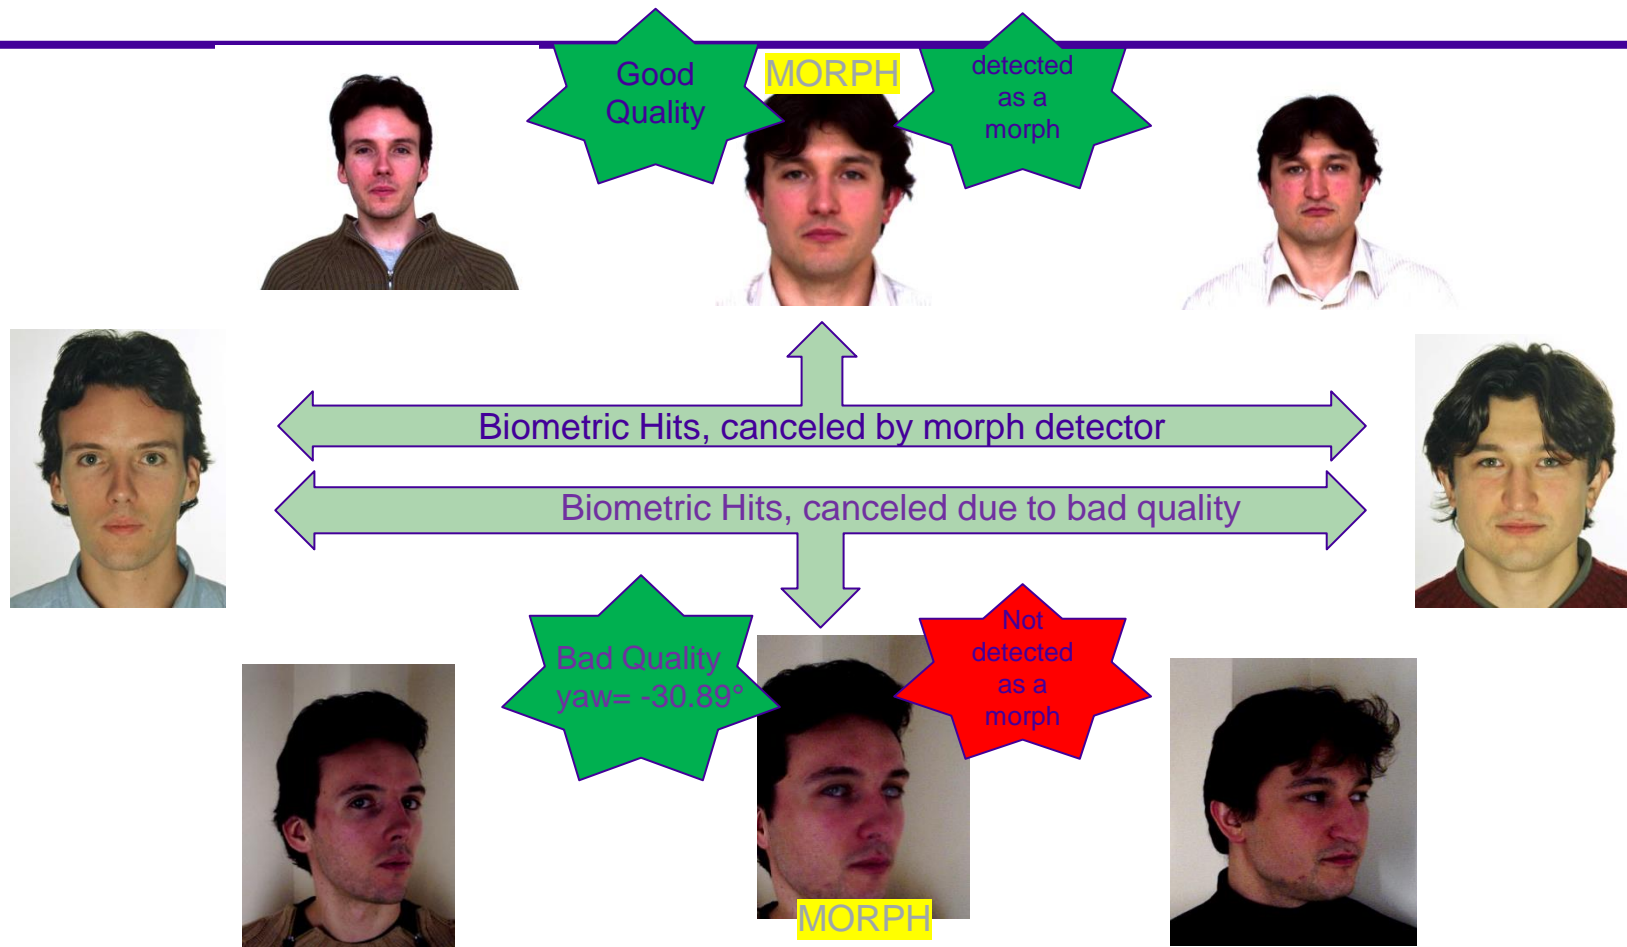 Good
Quality
MORPH
detected
as a
morph
Biometric Hits, canceled by morph detector
Biometric Hits, canceled due to bad quality
Bad Quality
yaw= -30.89°
Not
detected
as a
morph
MORPH